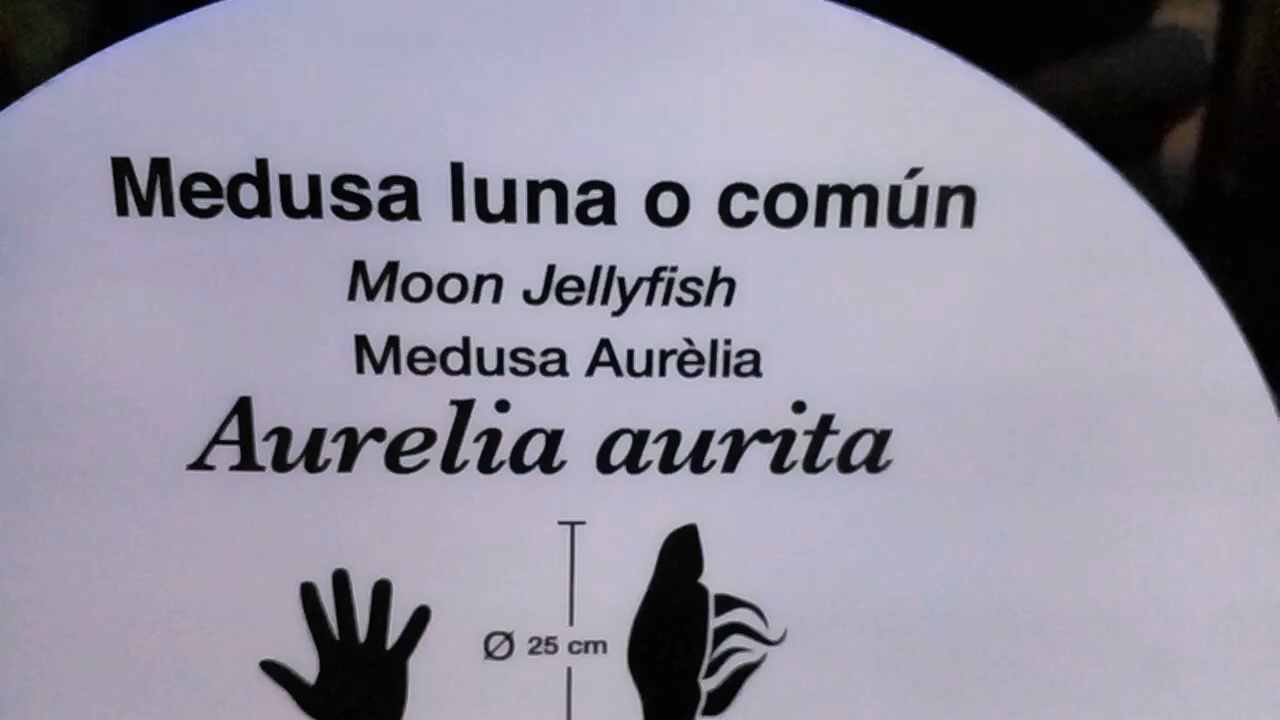 Medusa luna o común
Moon Jellyfish
Medusa Aurèlia
Aurelia aurita
Ø 25 cm